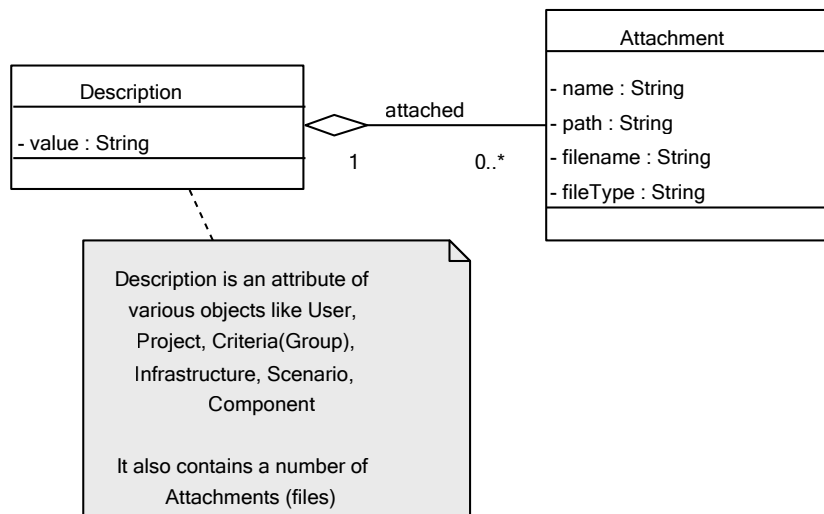 Description
- value : String
attached
1
0..*
Attachment
- name : String
- path : String
- filename : String
- fileType : String
Description is an attribute of
various objects like User,
Project, Criteria(Group),
Infrastructure, Scenario,
Component
It also contains a number of
Attachments (files)